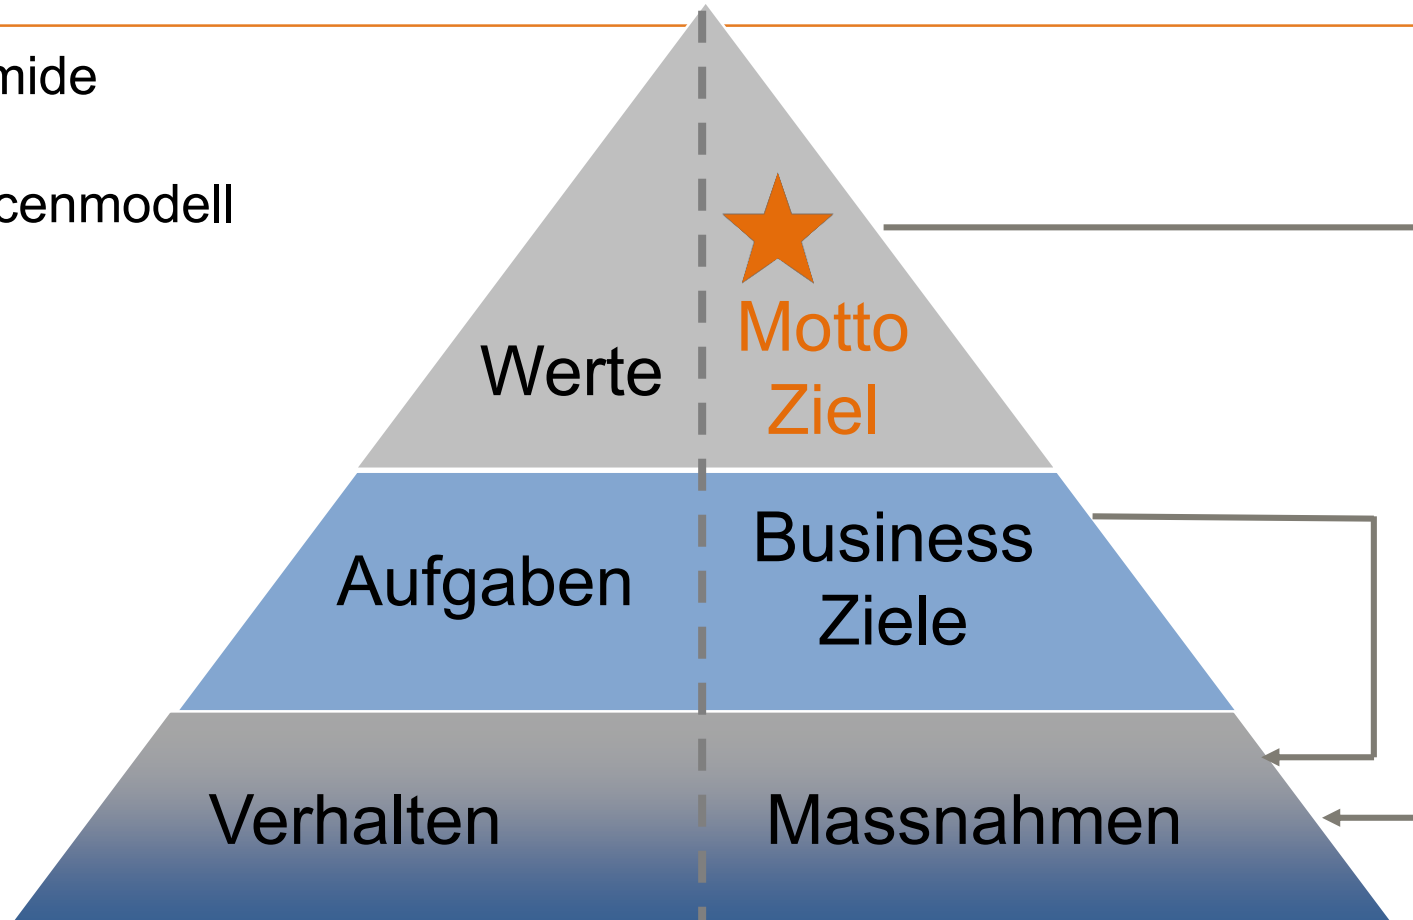 mide
cenmodell
Motto
Ziel
Werte
Business
Ziele
Aufgaben
Verhalten
Massnahmen